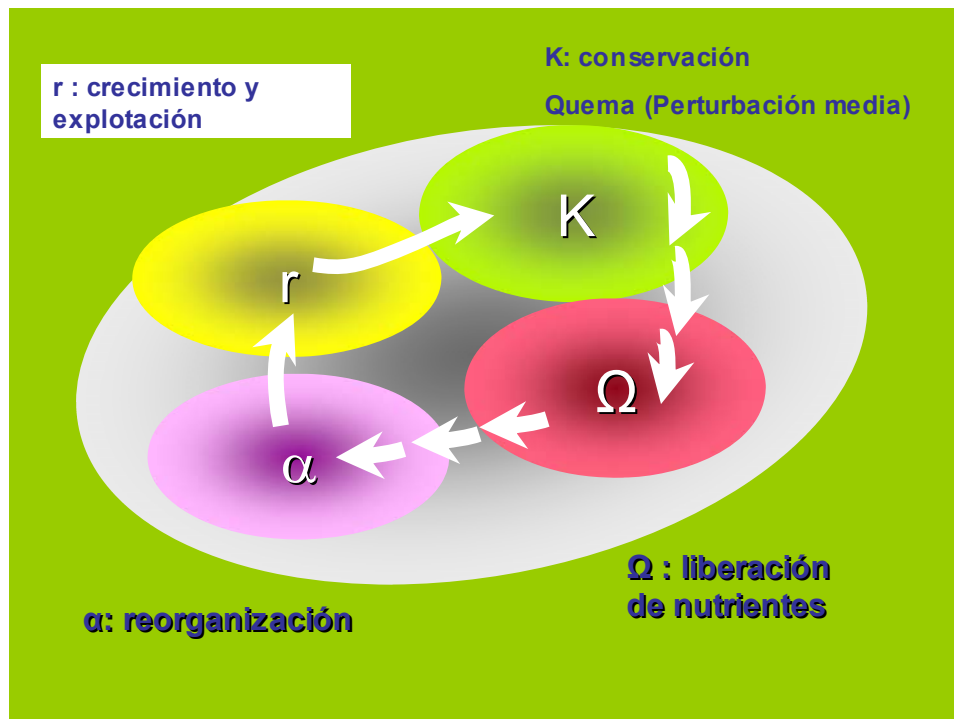 K: conservación
r : crecimiento y
explotación
Quema (Perturbación media)
K
r
Ω
α
Ω : liberación
de nutrientes
α: reorganización